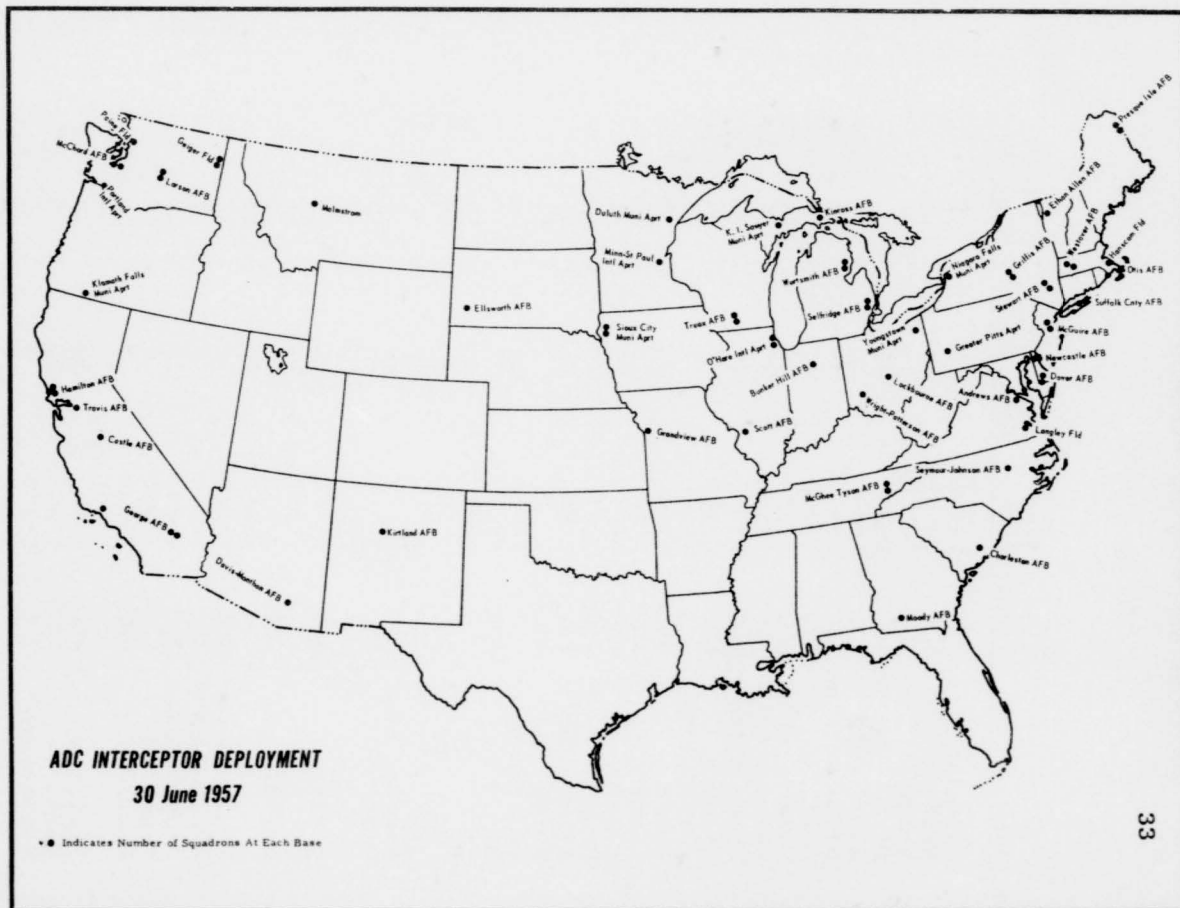 Presque Isle AFB
Paine Fld
McChord AFB
Geiger Fld
Larson AFB
Portland
Intl Aprt
Malmstrom
Duluth Muni Aprt
Kinross AFB
K. I. Sawyer
Muni Aprt
Ethan Allen AFB
Westover AFB
Hanscom Fld
Griffis AFB
Niagara Falls
Muni Aprt
Otis AFB
Minn-St Paul
Intl Aprt
Wurtsmith AFB
Stewart AFB
Suffolk Cnty AFB
Klamath Falls
Muni Aprt
Ellsworth AFB
Selfridge AFB
Truax AFB
Sioux City
Muni Aprt
Youngstown
Muni Aprt
McGuire AFB
O'Hare Intl Aprt
Greater Pitts Aprt
Newcastle AFB
Bunker Hill AFB
Dover AFB
Lockbourne AFB
Andrews AFB
Hamilton AFB
Travis AFB
Wright-Patterson AFB
Castle AFB
Grandview AFB
Scott AFB
Langley Fld
Seymour-Johnson AFB
McGhee Tyson AFB
George AFB
Kirtland AFB
Charleston AFB
Davis-Monthan AFB
Moody AFB
ADC INTERCEPTOR DEPLOYMENT
30 June 1957
Indicates Number of Squadrons At Each Base
33